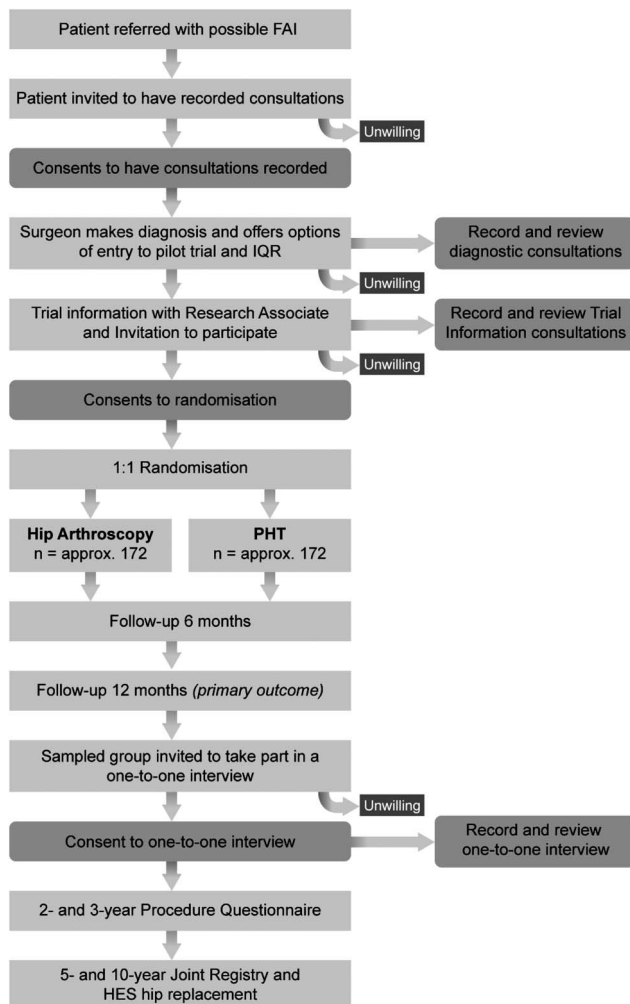 Patient referred with possible FAI
Patient invited to have recorded consultations
Unwilling
Consents to have consultations recorded
Surgeon makes diagnosis and offers options
of entry to pilot trial and IQR
Record and review
diagnostic consultations
Unwilling
Trial information with Research Associate
and Invitation to participate
Record and review Trial
Information consultations
Unwilling
Consents to randomisation
1:1 Randomisation
Hip Arthroscopy
n = approx. 172
PHT
n = approx. 172
Follow-up 6 months
Follow-up 12 months (primary outcome)
Sampled group invited to take part in a
one-to-one interview
Unwilling
Consent to one-to-one interview
Record and review
one-to-one interview
2- and 3-year Procedure Questionnaire
5- and 10-year Joint Registry and
HES hip replacement